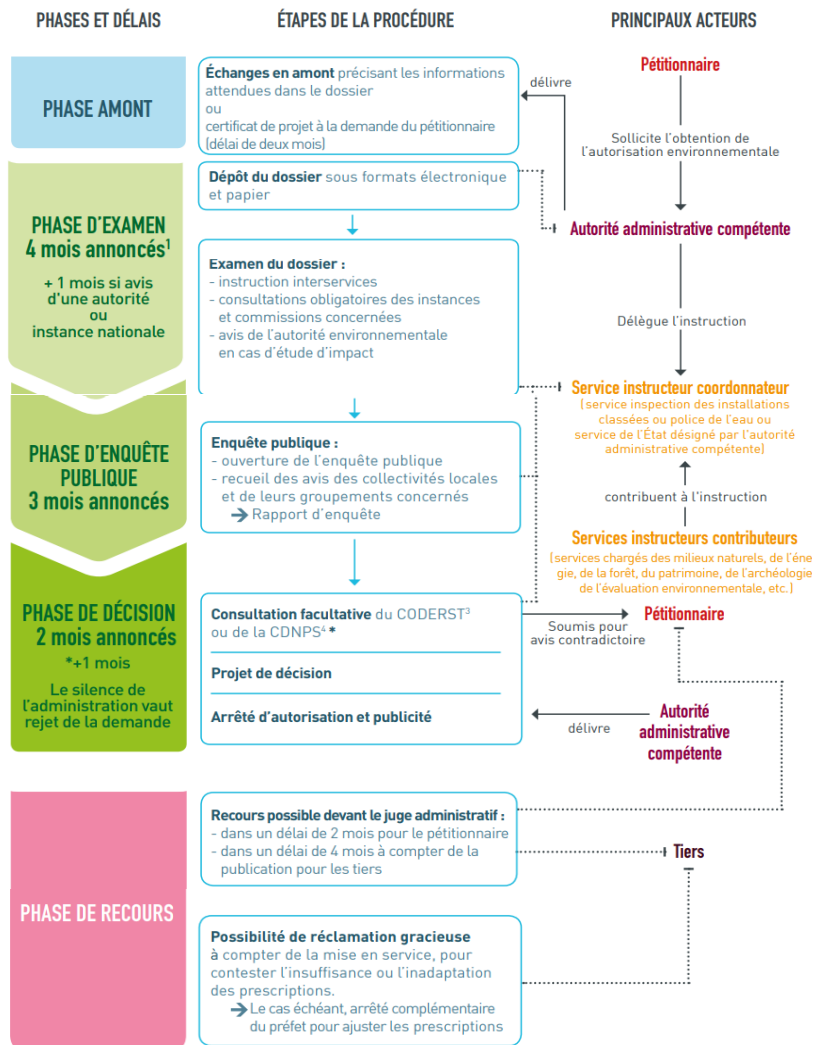 PHASES ET DÉLAIS
ÉTAPES DE LA PROCÉDURE
PRINCIPAUX ACTEURS
PHASE AMONT
Échanges en amont précisant les informations
attendues dans le dossier
ou
certificat de projet à la demande du pétitionnaire
(délai de deux mois)
délivre
Pétitionnaire
Sollicite l'obtention de
l'autorisation environnementale
PHASE D'EXAMEN
4 mois annoncés¹
+ 1 mois si avis
d'une autorité
ou
instance nationale
Dépôt du dossier sous formats électronique
et papier
Autorité administrative compétente
Examen du dossier :
- instruction interservices
- consultations obligatoires des instances
et commissions concernées
- avis de l'autorité environnementale
en cas d'étude d'impact
Délègue l'instruction
Service instructeur coordonnateur
(service inspection des installations
classées ou police de l'eau ou
service de l'État désigné par l'autorité
administrative compétente)
PHASE D'ENQUÊTE
PUBLIQUE
3 mois annoncés
Enquête publique :
- ouverture de l'enquête publique
- recueil des avis des collectivités locales
et de leurs groupements concernés
→ Rapport d'enquête
contribuent à l'instruction
Services instructeurs contributeurs
(services chargés des milieux naturels, de l'éne
gie, de la forêt, du patrimoine, de l'archéologie
de l'évaluation environnementale, etc.)
PHASE DE DÉCISION
2 mois annoncés
*+1 mois
Le silence de
l'administration vaut
rejet de la demande
Consultation facultative du CODERST³
ou de la CDNPS⁴ *
Projet de décision
Arrêté d'autorisation et publicité
Soumis pour
avis contradictoire
Pétitionnaire
délivre
Autorité
administrative
compétente
PHASE DE RECOURS
Recours possible devant le juge administratif :
- dans un délai de 2 mois pour le pétitionnaire
- dans un délai de 4 mois à compter de la
publication pour les tiers
Tiers
Possibilité de réclamation gracieuse
à compter de la mise en service, pour
contester l'insuffisance ou l'inadaptation
des prescriptions.
→ Le cas échéant, arrêté complémentaire
du préfet pour ajuster les prescriptions